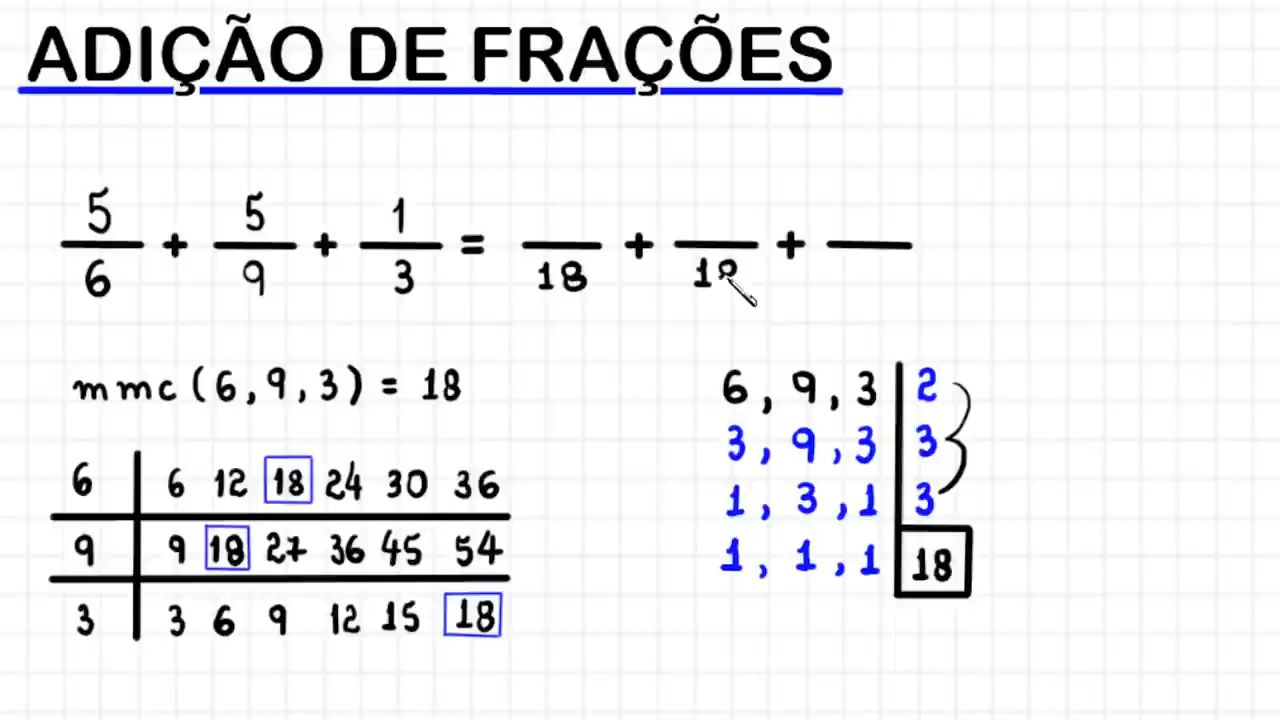 ADIÇÃO DE FRAÇÕES
5 5 1
+ + = + +
6 9 3 18 18
mmc (6, 9, 3) = 18
6 6 12 18 24 30 36
9 9 18 27 36 45 54
3 3 6 9 12 15 18
6, 9, 3 2
3, 9, 3 3
1, 3, 1 3
1, 1, 1 18